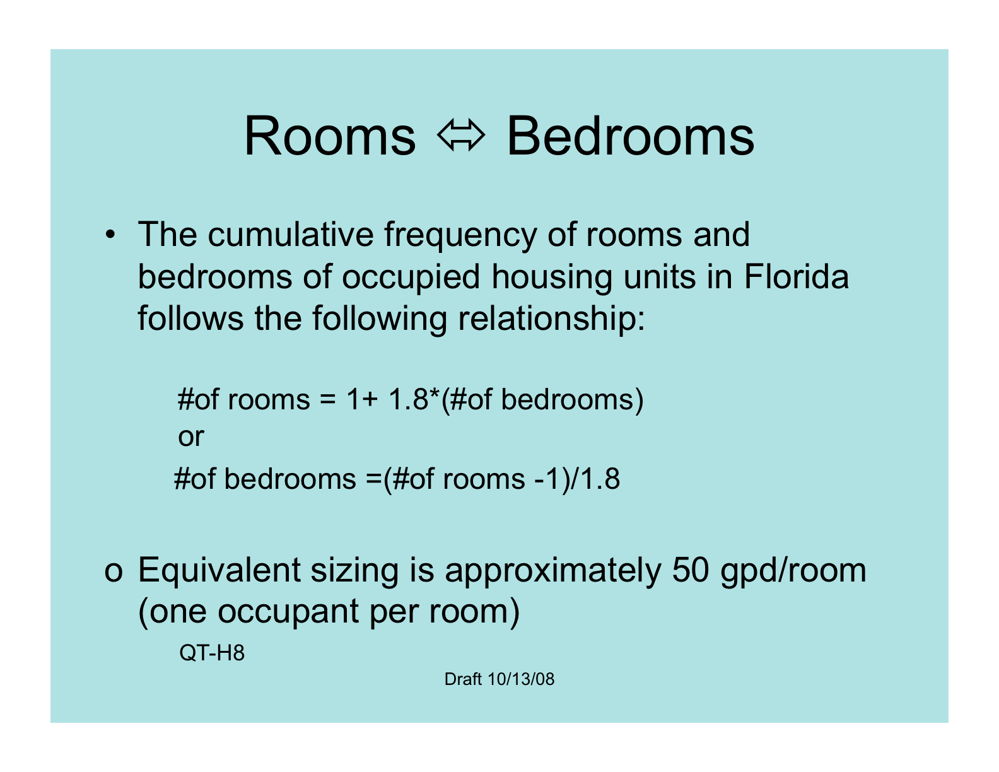 Rooms ⬄ Bedrooms
• The cumulative frequency of rooms and
bedrooms of occupied housing units in Florida
follows the following relationship:
#of rooms = 1+ 1.8*(#of bedrooms)
or
#of bedrooms =(#of rooms -1)/1.8
o Equivalent sizing is approximately 50 gpd/room
(one occupant per room)
QT-H8
Draft 10/13/08